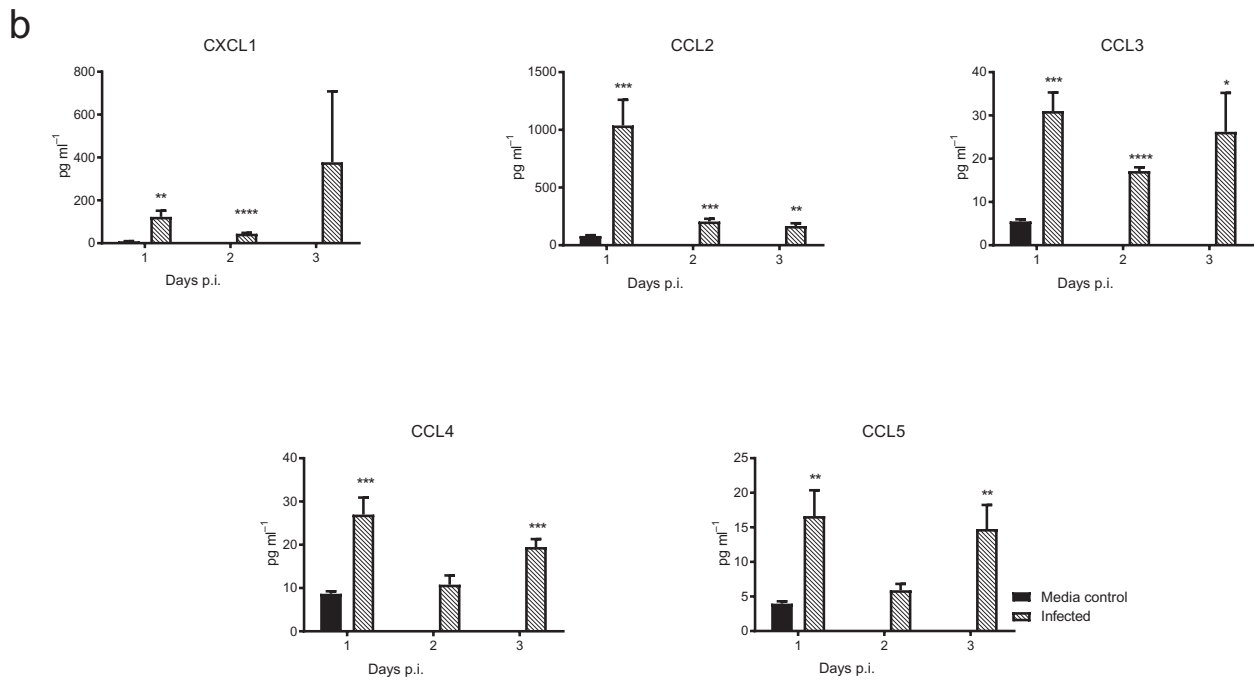 b
CXCL1
800
600
400
200
0
pg ml⁻¹
**
****
1 2 3
Days p.i.
CCL2
1500
1000
500
0
pg ml⁻¹
***
***
**
1 2 3
Days p.i.
CCL3
40
30
20
10
0
pg ml⁻¹
***
****
*
1 2 3
Days p.i.
CCL4
40
30
20
10
0
pg ml⁻¹
***
***
1 2 3
Days p.i.
CCL5
25
20
15
10
5
0
pg ml⁻¹
**
**
1 2 3
Days p.i.
Media control
Infected